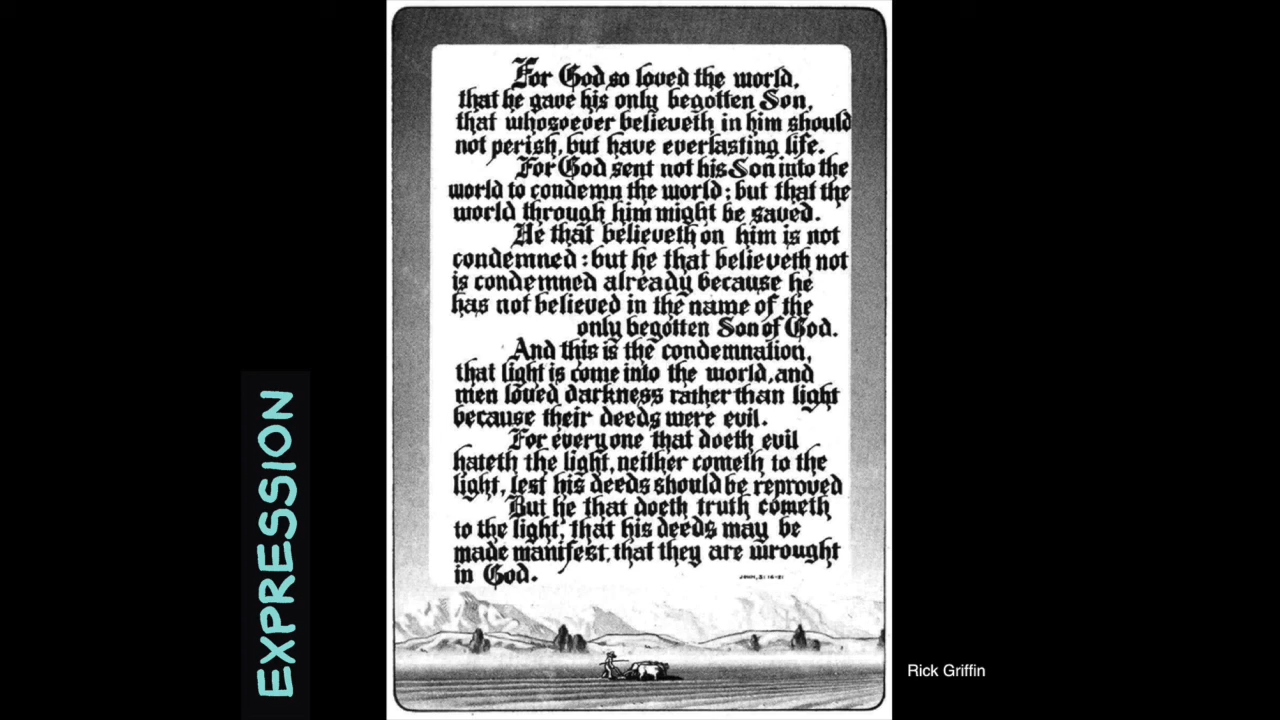 For God so loved the world,
that he gave his only begotten Son,
that whosoever believeth in him should
not perish, but have everlasting life.
For God sent not his Son into the
world to condemn the world; but that the
world through him might be saved.
He that believeth on him is not
condemned: but he that believeth not
is condemned already because he
has not believed in the name of the
only begotten Son of God.
And this is the condemnation,
that light is come into the world, and
men loved darkness rather than light
because their deeds were evil.
For every one that doeth evil
hateth the light, neither cometh to the
light, lest his deeds should be reproved
But he that doeth truth cometh
to the light, that his deeds may be
made manifest, that they are wrought
in God.
JOHN, 3: 16-21
EXPRESSION
Rick Griffin